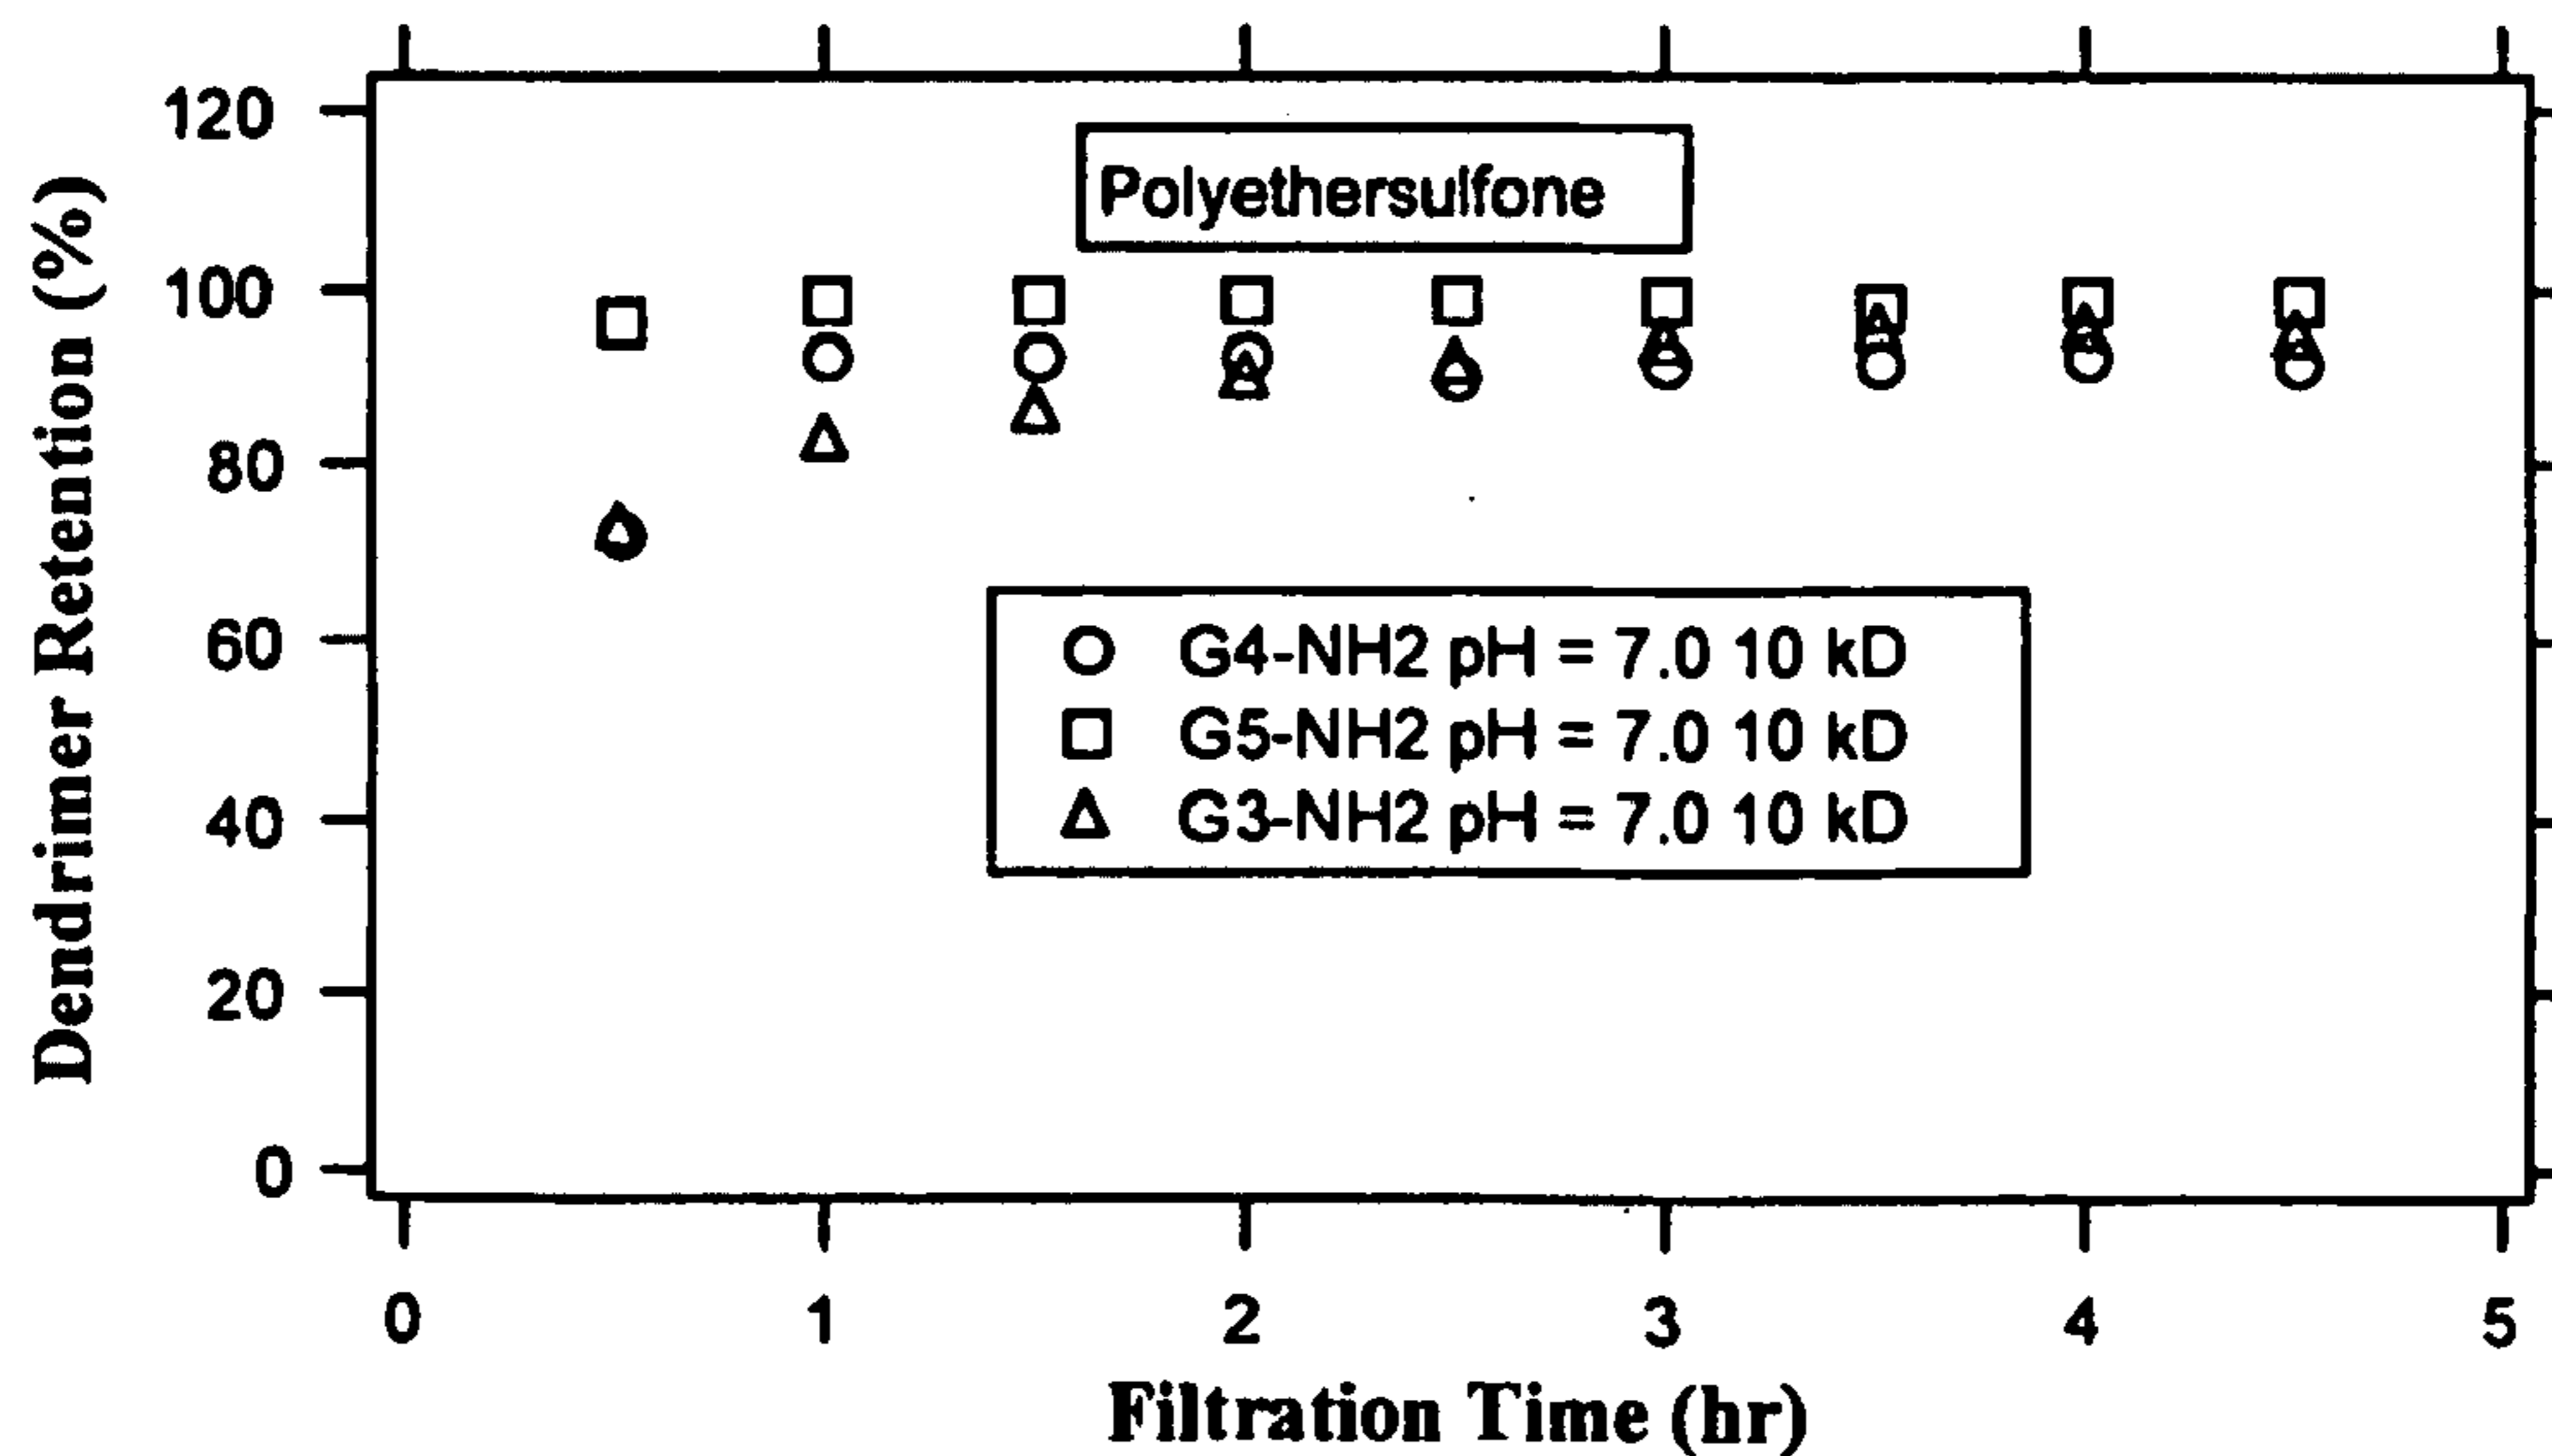 Dendrimer Retention (%)
120
100
80
60
40
20
0
Polyethersulfone
G4-NH2 pH = 7.0 10 kD
G5-NH2 pH = 7.0 10 kD
G3-NH2 pH = 7.0 10 kD
0 1 2 3 4 5
Filtration Time (hr)